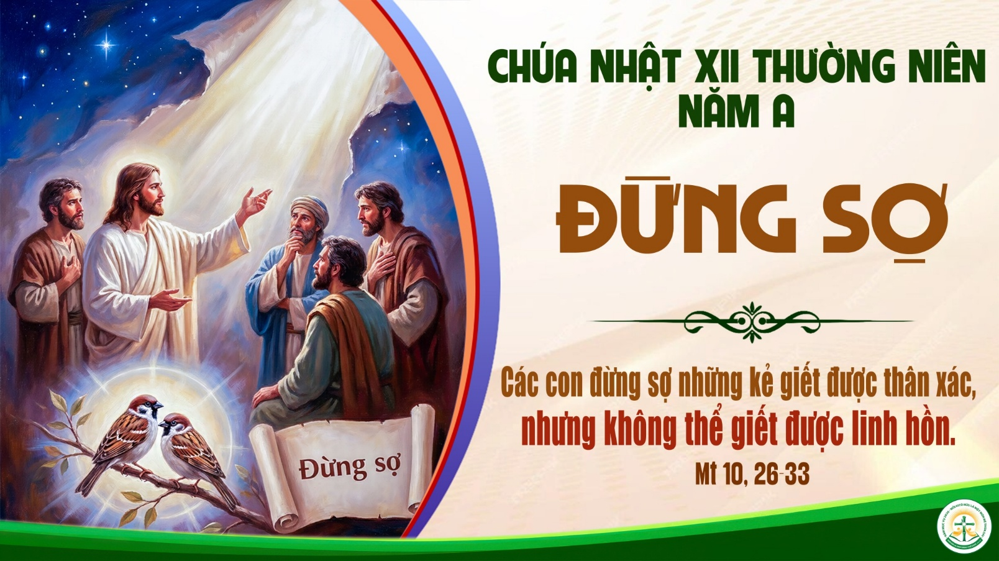 CHÚA NHẬT XII THƯỜNG NIÊN
NĂM A
ĐỪNG SỢ
Các con đừng sợ những kẻ giết được thân xác,
nhưng không thể giết được linh hồn.
Mt 10, 26-33
Đừng sợ